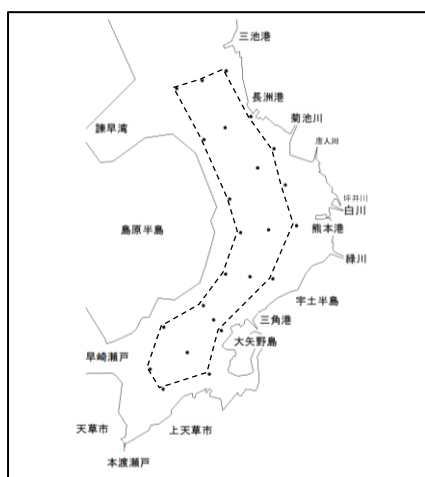 三池港
長洲港
菊池川
諫早湾
唐人川
坪井川
白川
島原半島
熊本港
緑川
宇土半島
三角港
大矢野島
早崎瀬戸
天草市
上天草市
本渡瀬戸